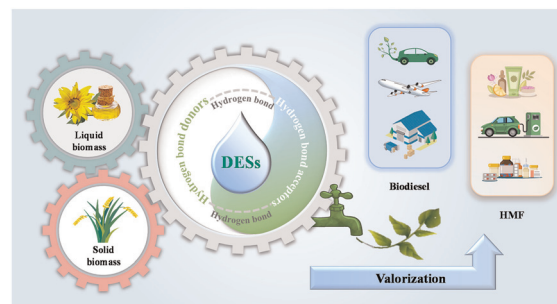 Liquid
biomass
Solid
biomass
Hydrogen bond donors
Hydrogen bond
Hydrogen bond acceptors
DESs
Hydrogen bond
Biodiesel
HMF
Valorization